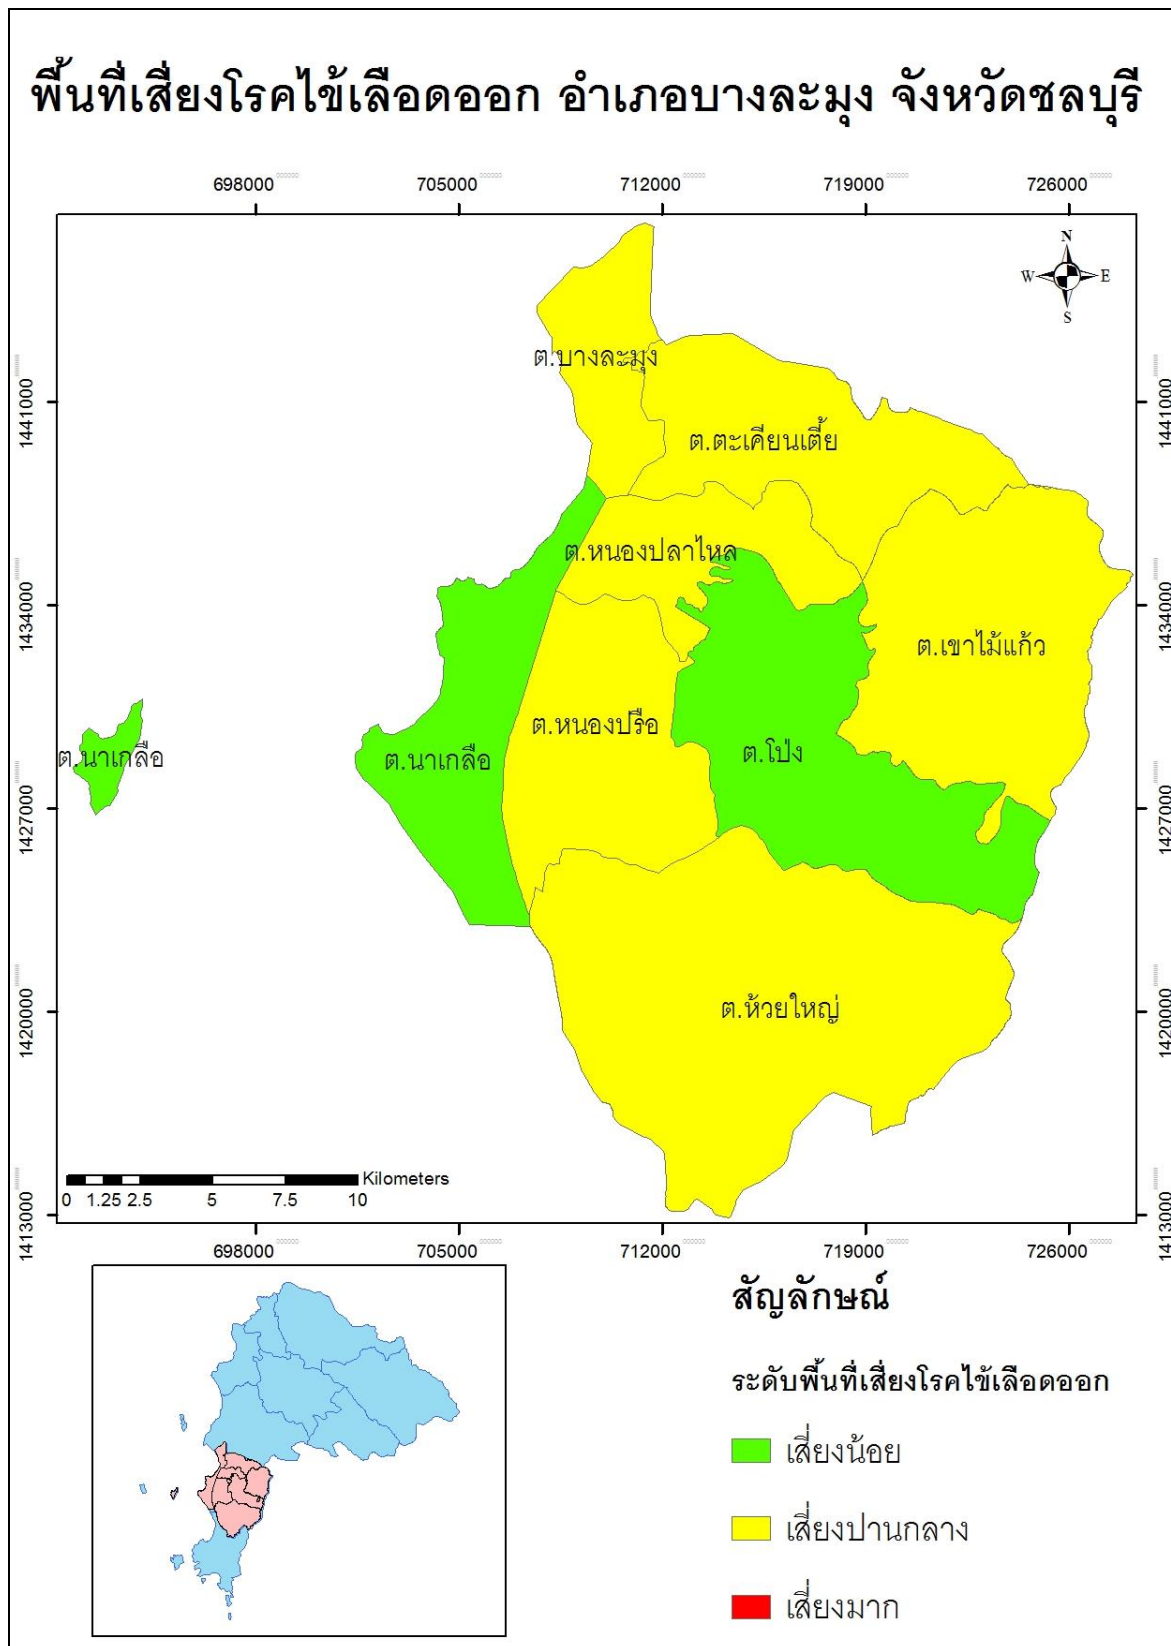 พื้นที่เสี่ยงโรคไข้เลือดออก อำเภอบางละมุง จังหวัดชลบุรี
698000 705000 712000 719000 726000
N
W E
S
ต.บางละมุง
1441000 1441000
ต.ตะเคียนเตี้ย
ต.หนองปลาไหล
1434000 1434000
ต.เขาไม้แก้ว
ต.หนองปรือ
ต.นาเกลือ ต.นาเกลือ ต.โป่ง
1427000 1427000
ต.ห้วยใหญ่
1420000 1420000
Kilometers
0 1.25 2.5 5 7.5 10
1413000 1413000
698000 705000 712000 719000 726000
สัญลักษณ์
ระดับพื้นที่เสี่ยงโรคไข้เลือดออก
เสี่ยงน้อย
เสี่ยงปานกลาง
เสี่ยงมาก